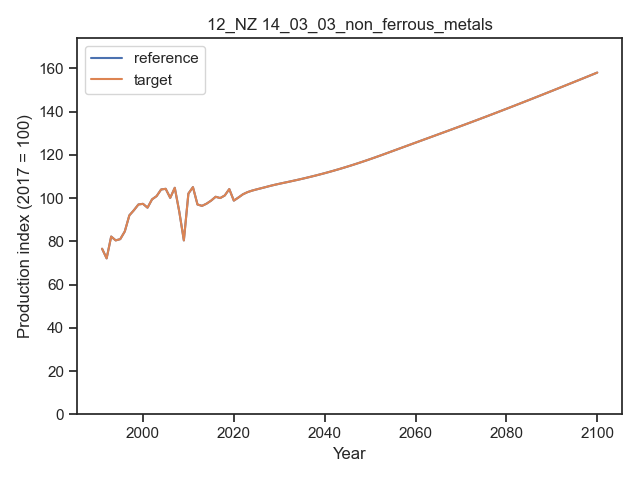 12_NZ 14_03_03_non_ferrous_metals
reference
target
Production index (2017 = 100)
160
140
120
100
80
60
40
20
0
2000 2020 2040 2060 2080 2100
Year